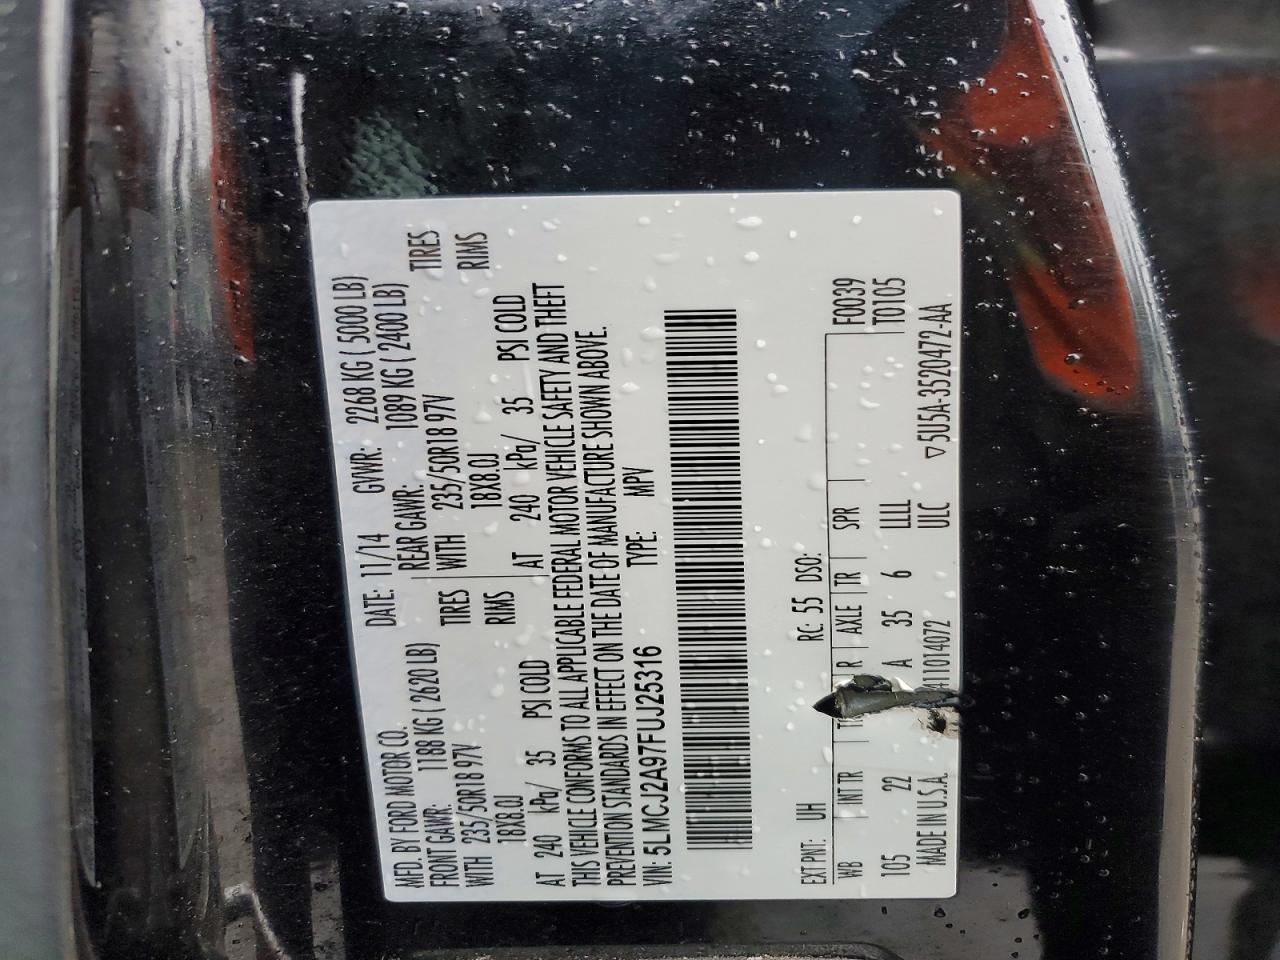 MFD. BY FORD MOTOR CO.
DATE: 11/14 GVWR: 2268 KG ( 5000 LB)
FRONT GAWR: 1188 KG ( 2620 LB)
REAR GAWR: 1089 KG ( 2400 LB)
WITH 235/50R18 97V TIRES
WITH 235/50R18 97V TIRES
18X8.0J RIMS
18X8.0J RIMS
AT 240 kPa/ 35 PSI COLD
AT 240 kPa/ 35 PSI COLD
THIS VEHICLE CONFORMS TO ALL APPLICABLE FEDERAL MOTOR VEHICLE SAFETY AND THEFT
PREVENTION STANDARDS IN EFFECT ON THE DATE OF MANUFACTURE SHOWN ABOVE.
VIN: 5LMCJ2A97FUJ25316 TYPE: MPV
EXT PNT: UH RC: 55 DSO:
WB INT TR R AXLE TR SPR F0039
105 22 A 35 6 LLLL T0105
MADE IN U.S.A. 411014072 ULC ▽5U5A-3520472-AA